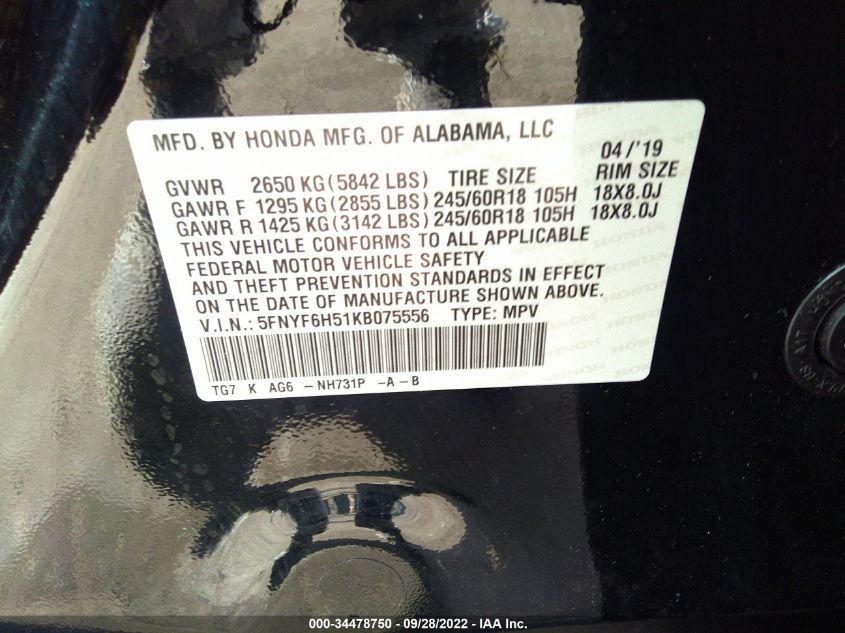 MFD. BY HONDA MFG. OF ALABAMA, LLC
04/'19
GVWR 2650 KG(5842 LBS) TIRE SIZE RIM SIZE
GAWR F 1295 KG(2855 LBS)245/60R18 105H 18X8.0J
GAWR R 1425 KG(3142 LBS)245/60R18 105H 18X8.0J
THIS VEHICLE CONFORMS TO ALL APPLICABLE
FEDERAL MOTOR VEHICLE SAFETY
AND THEFT PREVENTION STANDARDS IN EFFECT
ON THE DATE OF MANUFACTURE SHOWN ABOVE.
V.I.N.: 5FNYF6H51KB075556 TYPE: MPV
TG7 K AG6 -NH731P -A-B
000-34478750 - 09/28/2022 - IAA Inc.